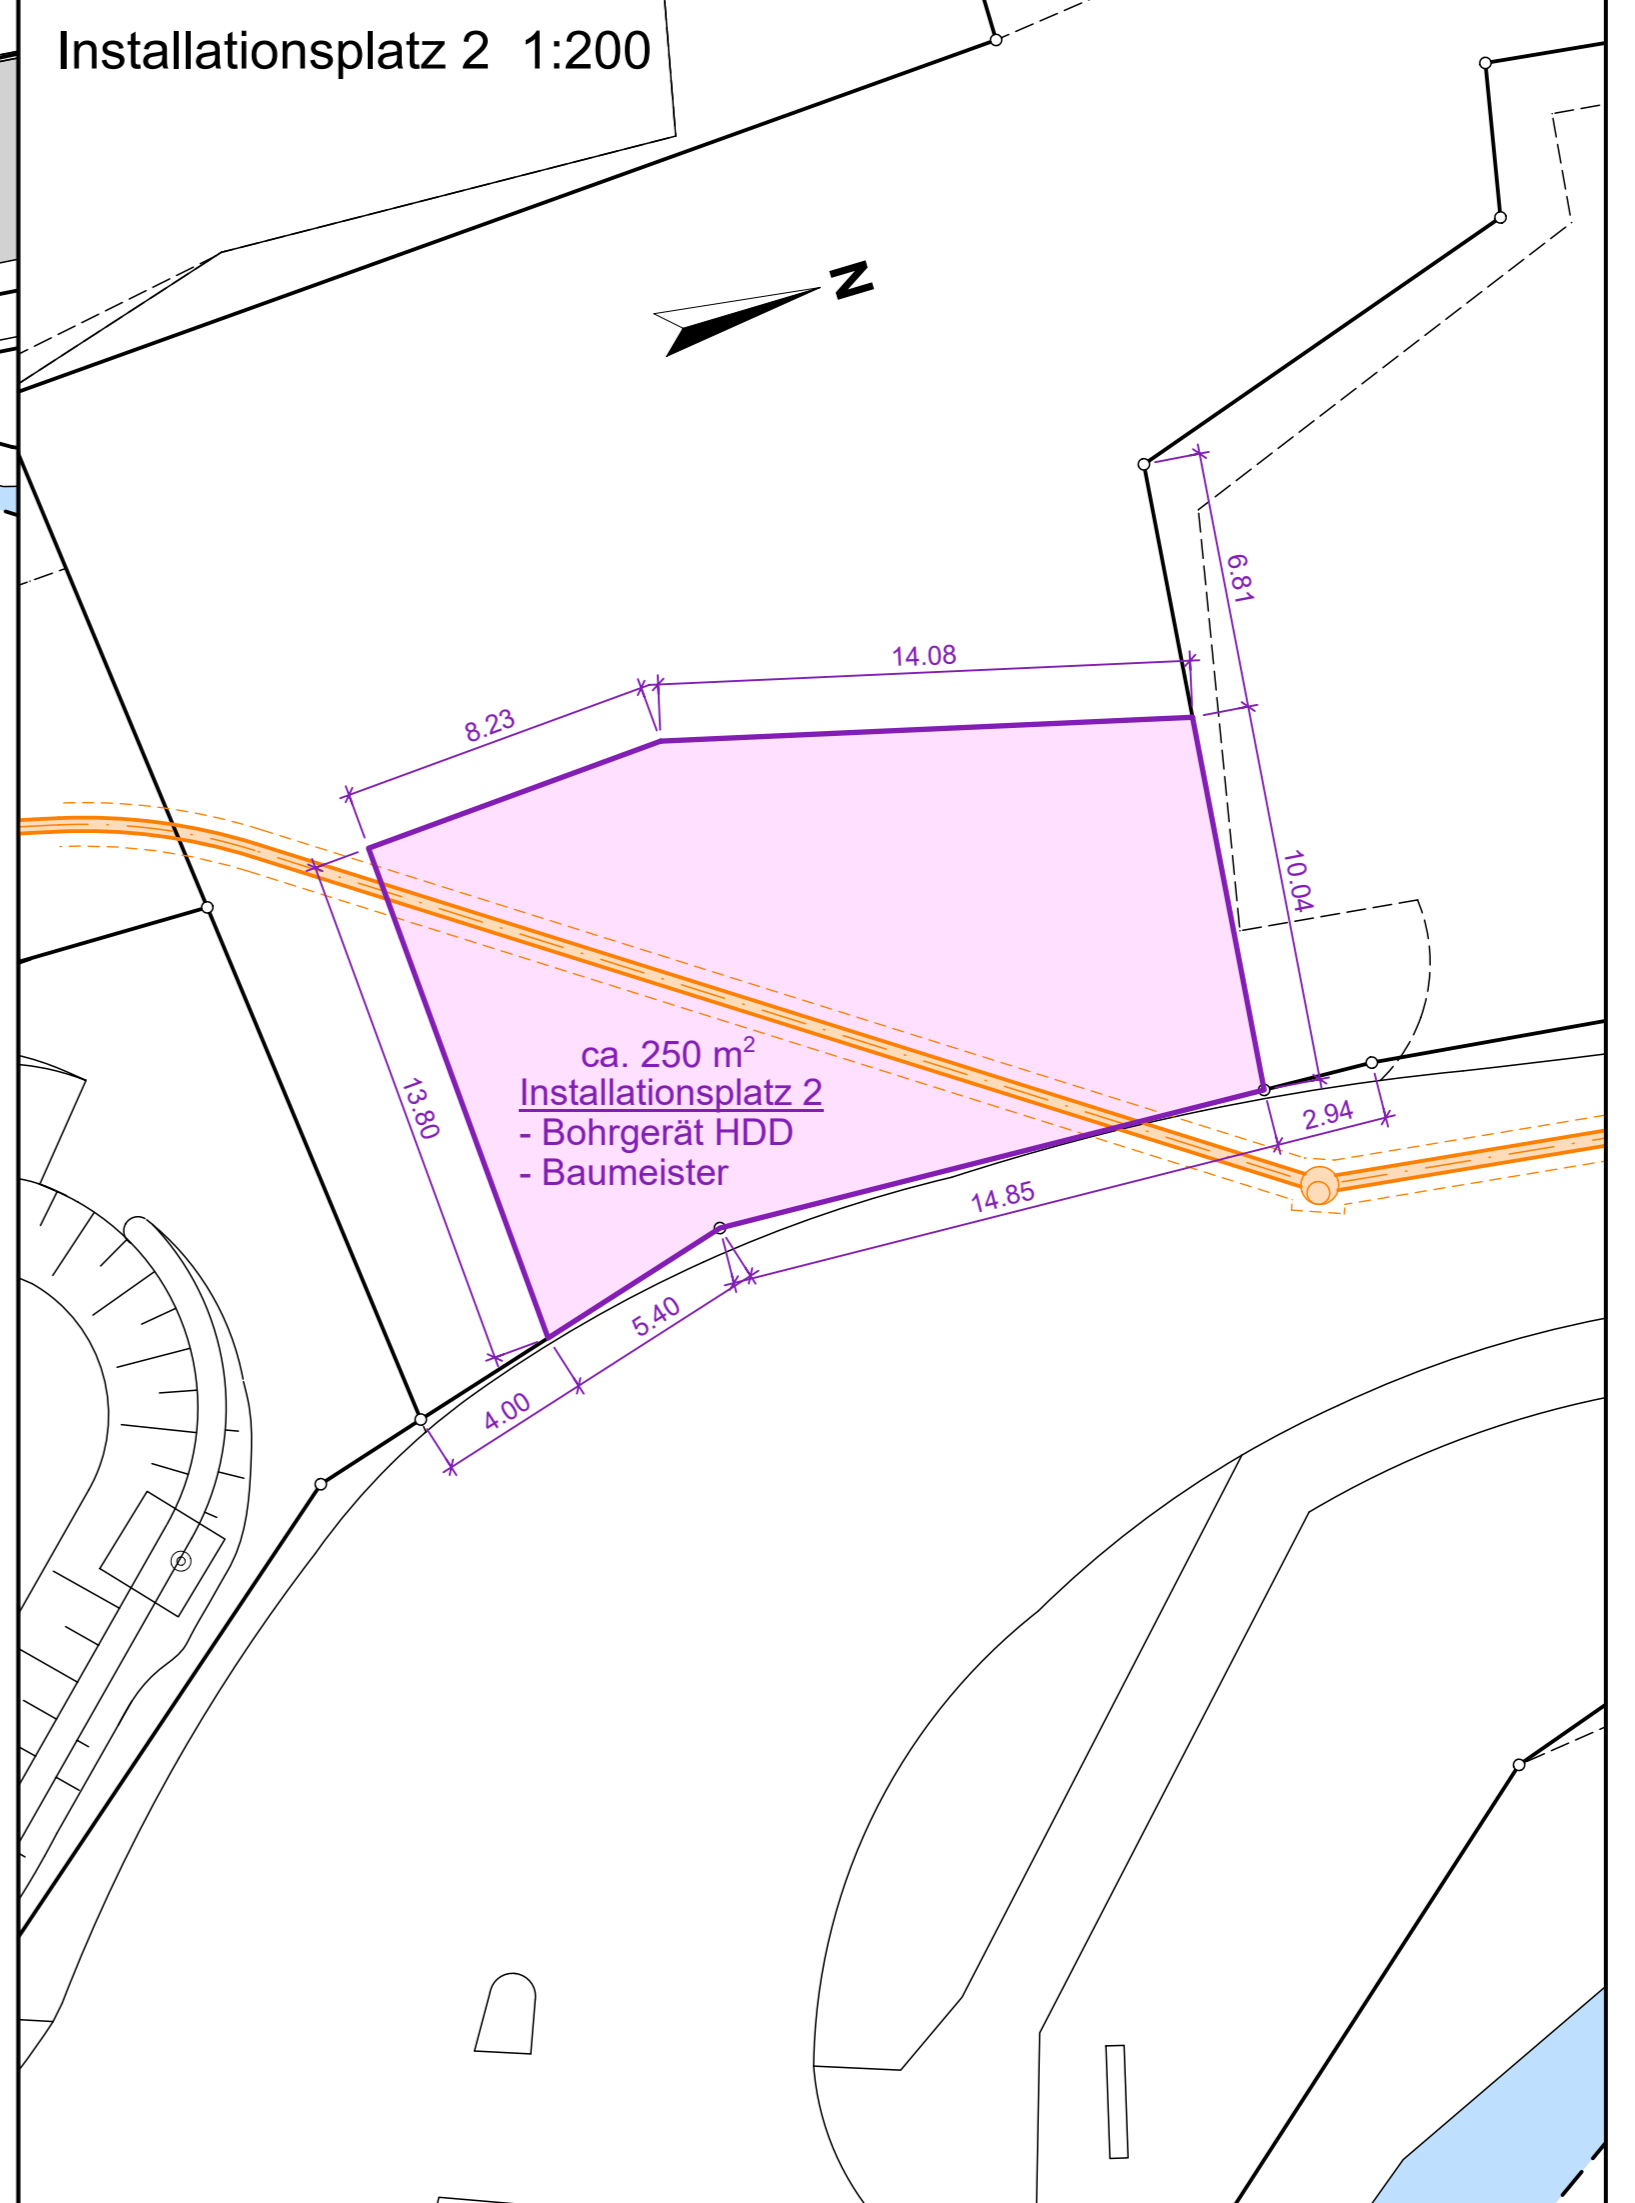 Installationsplatz 2 1:200
N
6.81
14.08
8.23
10.04
ca. 250 m²
Installationsplatz 2
- Bohrgerät HDD
- Baumeister
13.80
2.94
14.85
5.40
4.00